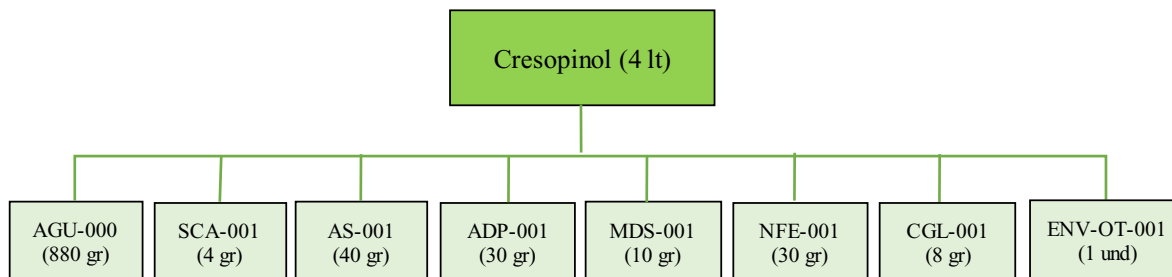 Cresopinol (4 lt)
AGU-000
(880 gr)
SCA-001
(4 gr)
AS-001
(40 gr)
ADP-001
(30 gr)
MDS-001
(10 gr)
NFE-001
(30 gr)
CGL-001
(8 gr)
ENV-OT-001
(1 und)